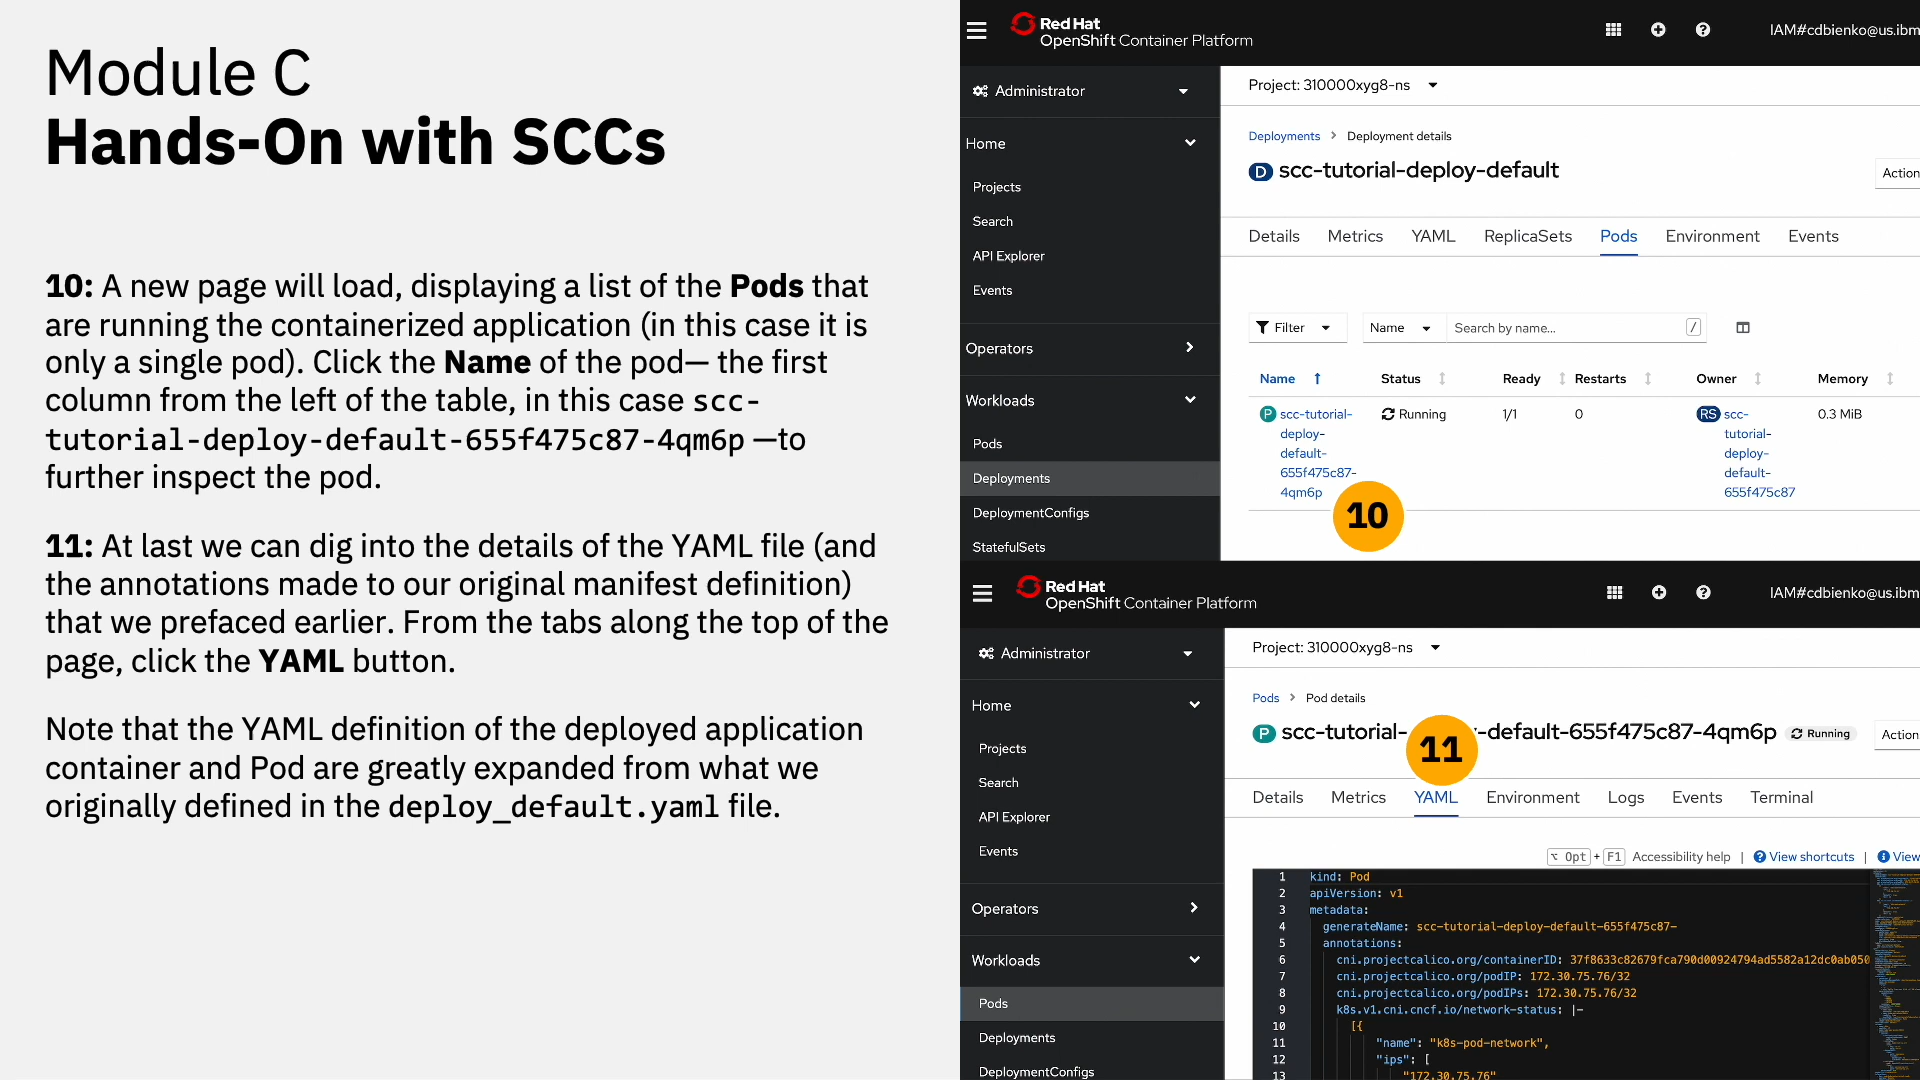 Module C
Hands-On with SCCs
10: A new page will load, displaying a list of the Pods that
are running the containerized application (in this case it is
only a single pod). Click the Name of the pod— the first
column from the left of the table, in this case scc-
tutorial-deploy-default-655f475c87-4qm6p —to
further inspect the pod.
11: At last we can dig into the details of the YAML file (and
the annotations made to our original manifest definition)
that we prefaced earlier. From the tabs along the top of the
page, click the YAML button.
Note that the YAML definition of the deployed application
container and Pod are greatly expanded from what we
originally defined in the deploy_default.yaml file.
Red Hat
OpenShift Container Platform
IAM#cdbienko@us.ibm
Administrator
Home
Projects
Search
API Explorer
Events
Operators
Workloads
Pods
Deployments
DeploymentConfigs
StatefulSets
Project: 310000xyg8-ns
Deployments > Deployment details
D scc-tutorial-deploy-default
Action
Details Metrics YAML ReplicaSets Pods Environment Events
Filter Name Search by name... /
Name Status Ready Restarts Owner Memory
P scc-tutorial- Running 1/1 0 RS scc- 0.3 MiB
deploy- tutorial-
default- deploy-
655f475c87- default-
4qm6p 655f475c87
10
Red Hat
OpenShift Container Platform
IAM#cdbienko@us.ibm
Administrator
Home
Projects
Search
API Explorer
Events
Operators
Workloads
Pods
Deployments
DeploymentConfigs
Project: 310000xyg8-ns
Pods > Pod details
P scc-tutorial- -default-655f475c87-4qm6p Running
Action
11
Details Metrics YAML Environment Logs Events Terminal
⌥ Opt + F1 Accessibility help | View shortcuts | View
1 kind: Pod
2 apiVersion: v1
3 metadata:
4 generateName: scc-tutorial-deploy-default-655f475c87-
5 annotations:
6 cni.projectcalico.org/containerID: 37f8633c82679fca790d00924794ad5582a12dc0ab050
7 cni.projectcalico.org/podIP: 172.30.75.76/32
8 cni.projectcalico.org/podIPs: 172.30.75.76/32
9 k8s.v1.cni.cncf.io/network-status: |-
10 [{
11 "name": "k8s-pod-network",
12 "ips": [
13 "172.30.75.76"